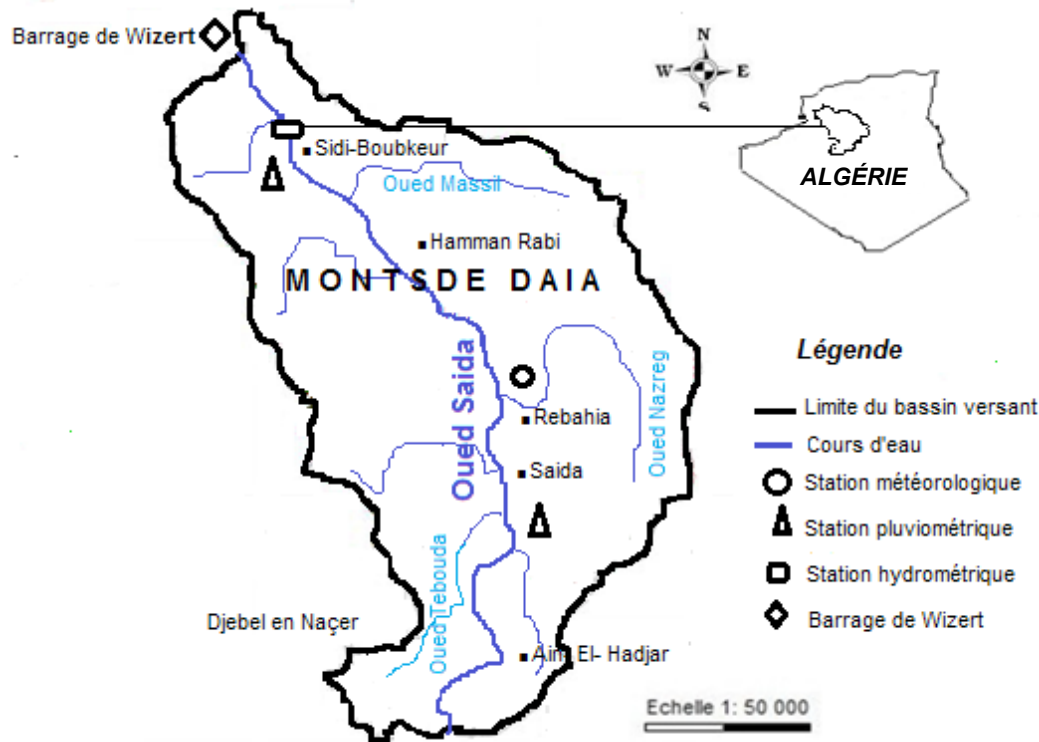 Barrage de Wizert
N
W E
S
Sidi-Boubkeur
Oued Massil
ALGÉRIE
Hamman Rabi
MONTSDE DAIA
Oued Saida
Oued Nazreg
Rebahia
Saida
Oued Tebouda
Djebel en Naçer
Ain El- Hadjar
Légende
Limite du bassin versant
Cours d'eau
Station météorologique
Station pluviométrique
Station hydrométrique
Barrage de Wizert
Echelle 1: 50 000